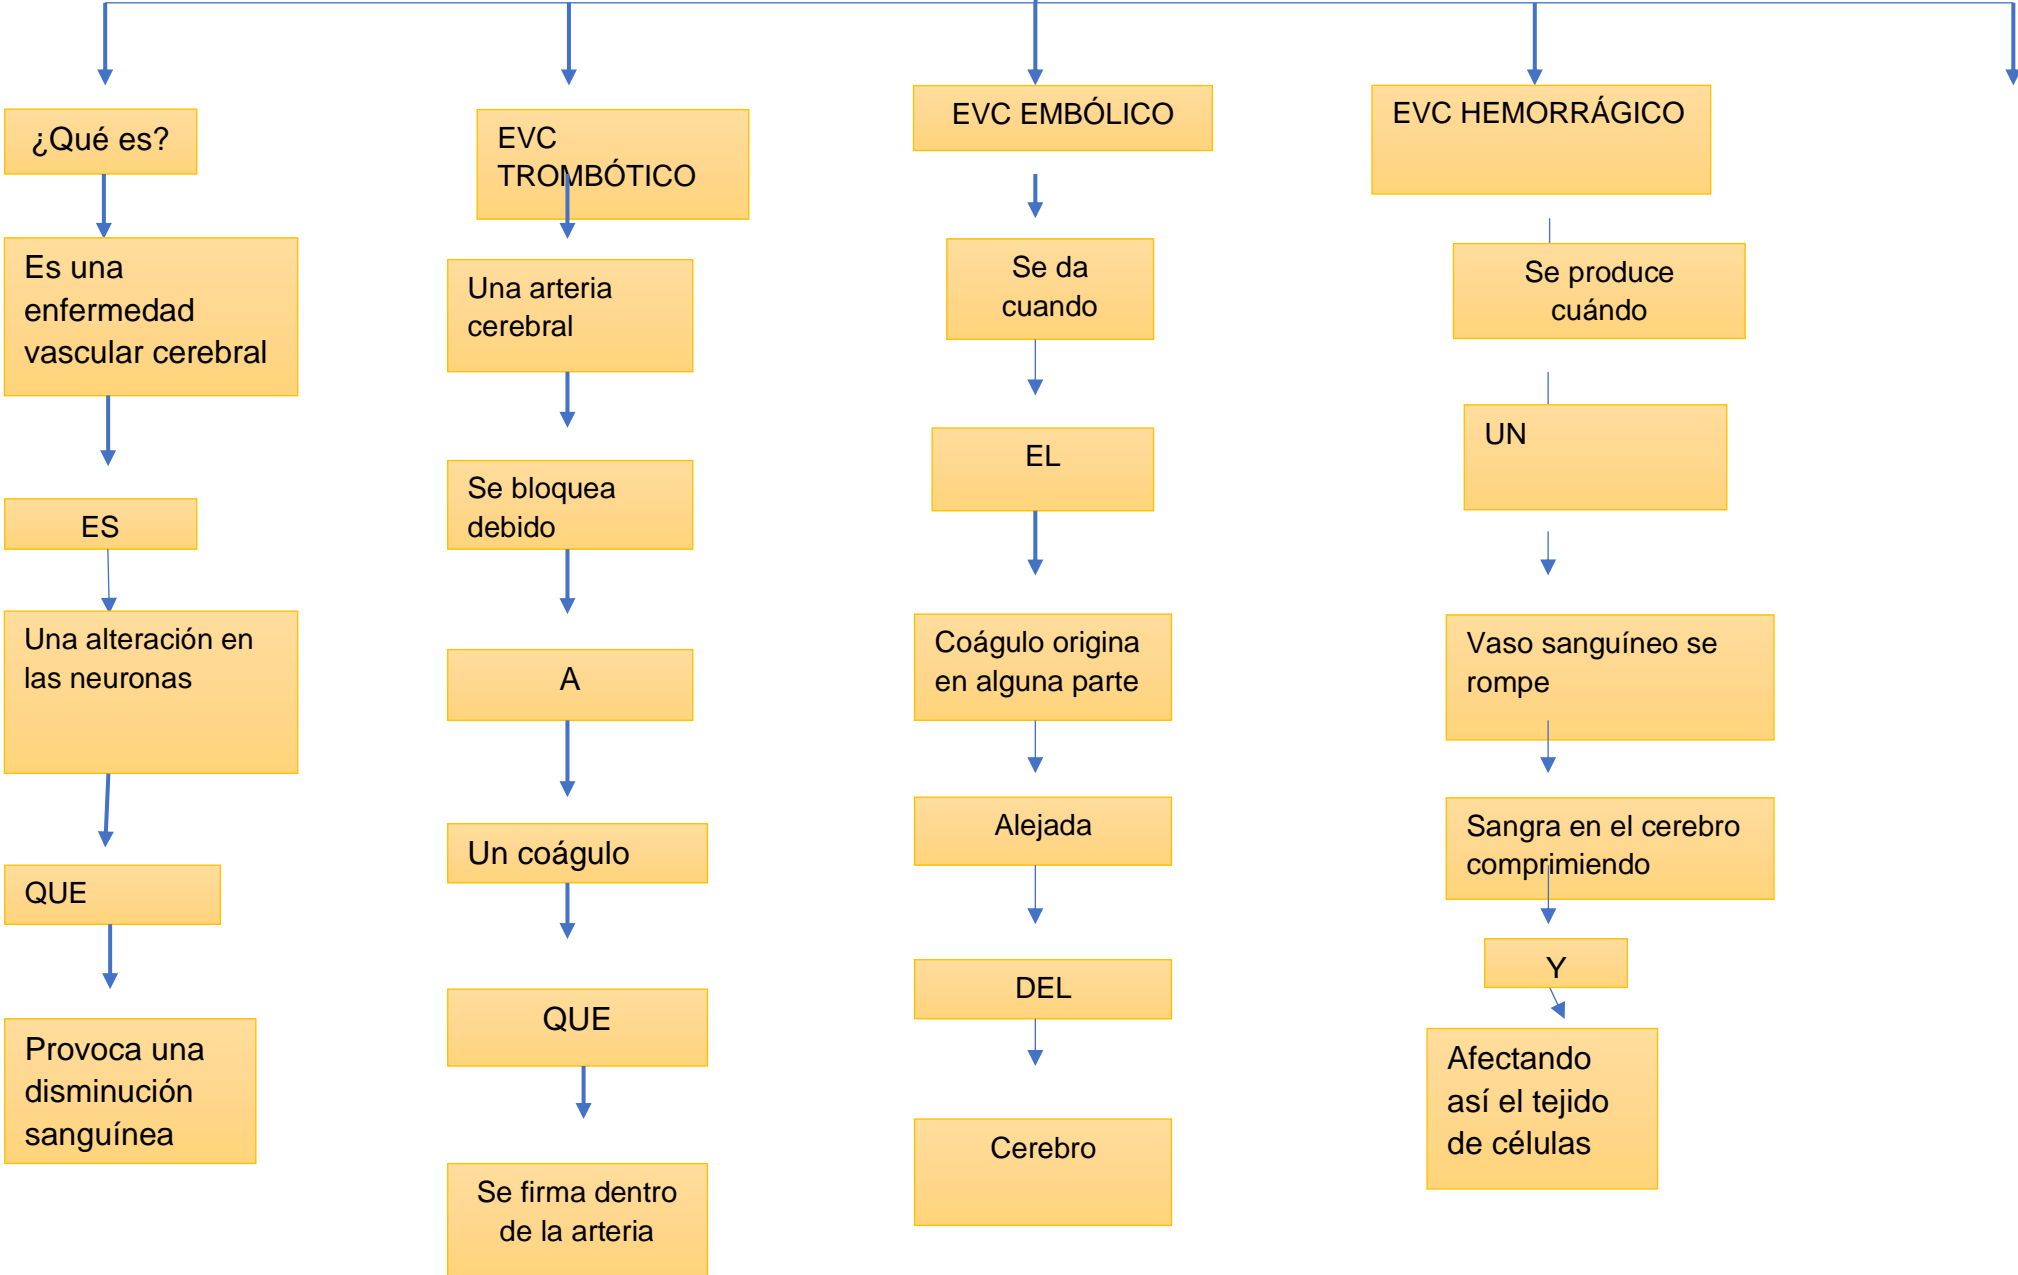 ¿Qué es?
Es una
enfermedad
vascular cerebral
ES
Una alteración en
las neuronas
QUE
Provoca una
disminución
sanguínea
EVC
TROMBÓTICO
Una arteria
cerebral
Se bloquea
debido
A
Un coágulo
QUE
Se firma dentro
de la arteria
EVC EMBÓLICO
Se da
cuando
EL
Coágulo origina
en alguna parte
Alejada
DEL
Cerebro
EVC HEMORRÁGICO
Se produce
cuándo
UN
Vaso sanguíneo se
rompe
Sangra en el cerebro
comprimiendo
Y
Afectando
así el tejido
de células